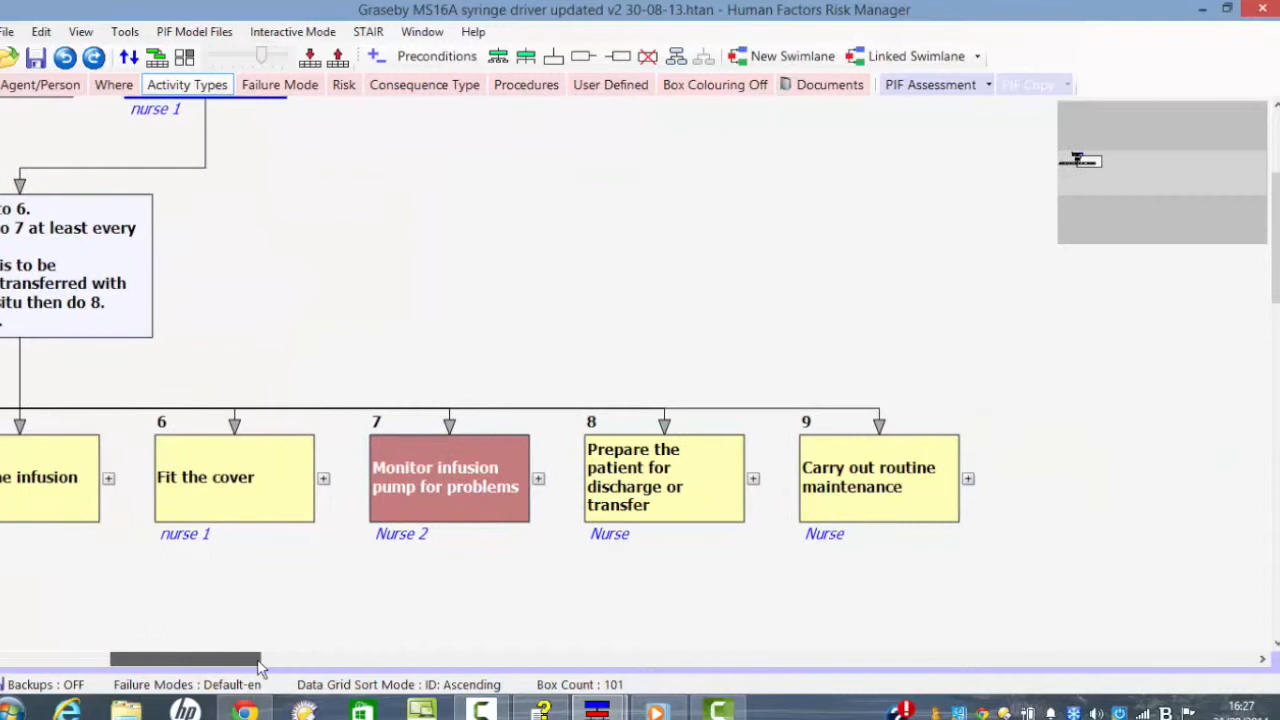 Graseby MS16A syringe driver updated v2 30-08-13.htan - Human Factors Risk Manager
File Edit View Tools PIF Model Files Interactive Mode STAIR Window Help
Preconditions New Swimlane Linked Swimlane
Agent/Person Where Activity Types Failure Mode Risk Consequence Type Procedures User Defined Box Colouring Off Documents PIF Assessment PIF Copy
nurse 1
to 6.
o 7 at least every
is to be
transferred with
situ then do 8.
6 7 8 9
e infusion
Fit the cover
Monitor infusion
pump for problems
Prepare the
patient for
discharge or
transfer
Carry out routine
maintenance
nurse 1 Nurse 2 Nurse Nurse
Backups : OFF Failure Modes : Default-en Data Grid Sort Mode : ID: Ascending Box Count : 101
16:27